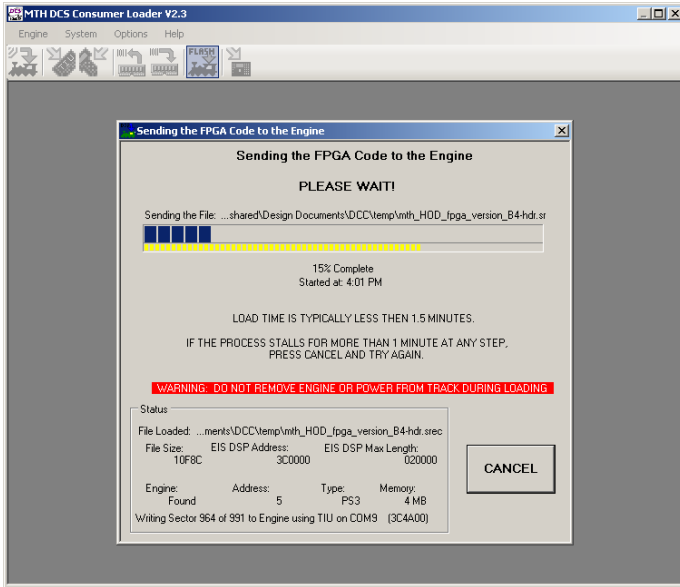 MTH DCS Consumer Loader V2.3
Engine System Options Help
FLASH
Sending the FPGA Code to the Engine
Sending the FPGA Code to the Engine
PLEASE WAIT!
Sending the File: ...shared\Design Documents\DCC\temp\mth_HOD_fpga_version_B4-hdr.sr
15% Complete
Started at: 4:01 PM
LOAD TIME IS TYPICALLY LESS THEN 1.5 MINUTES.
IF THE PROCESS STALLS FOR MORE THAN 1 MINUTE AT ANY STEP,
PRESS CANCEL AND TRY AGAIN.
WARNING: DO NOT REMOVE ENGINE OR POWER FROM TRACK DURING LOADING
Status
File Loaded: ...ments\DCC\temp\mth_HOD_fpga_version_B4-hdr.srec
File Size: EIS DSP Address: EIS DSP Max Length:
10F8C 3C0000 020000
Engine: Address: Type: Memory:
Found 5 PS3 4 MB
Writing Sector 964 of 991 to Engine using TIU on COM9 (3C4A00)
CANCEL